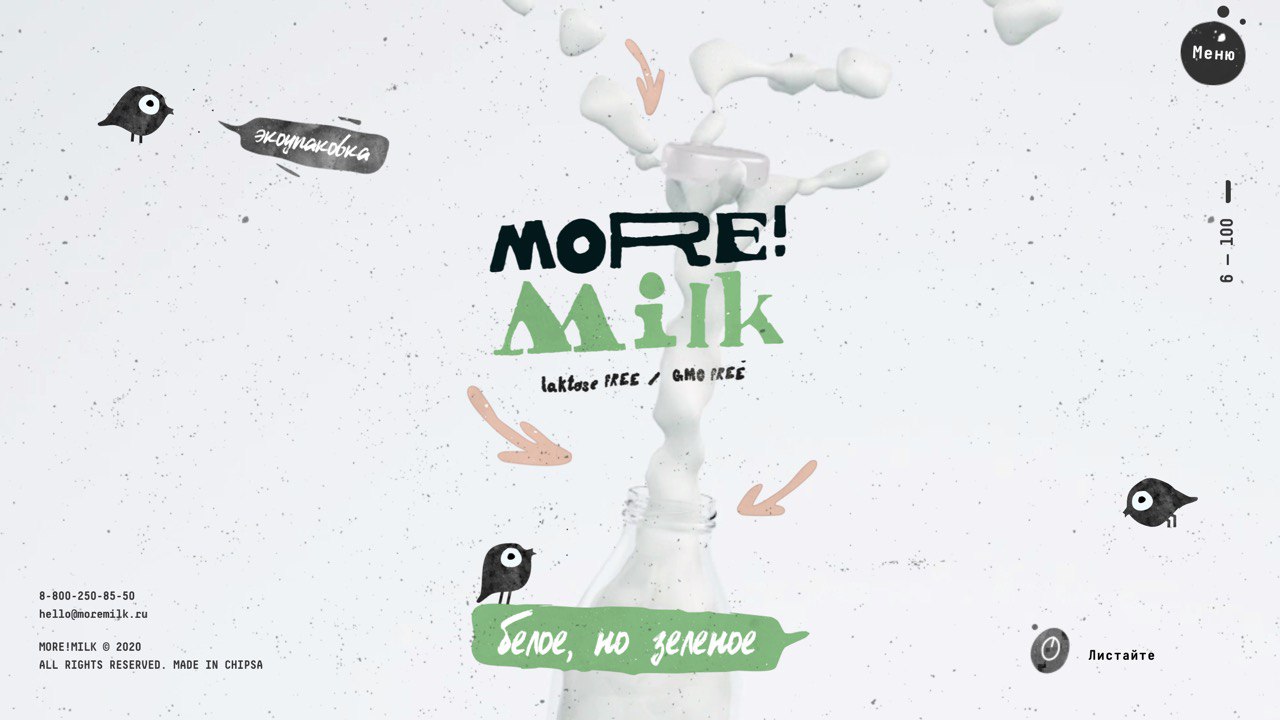 Меню
экоупаковка
6 — 100
MORE!
Milk
laktose FREE / GMO FREE
белое, но зеленое
8-800-250-85-50
hello@moremilk.ru
MORE!MILK © 2020
ALL RIGHTS RESERVED. MADE IN CHIPSA
Листайте